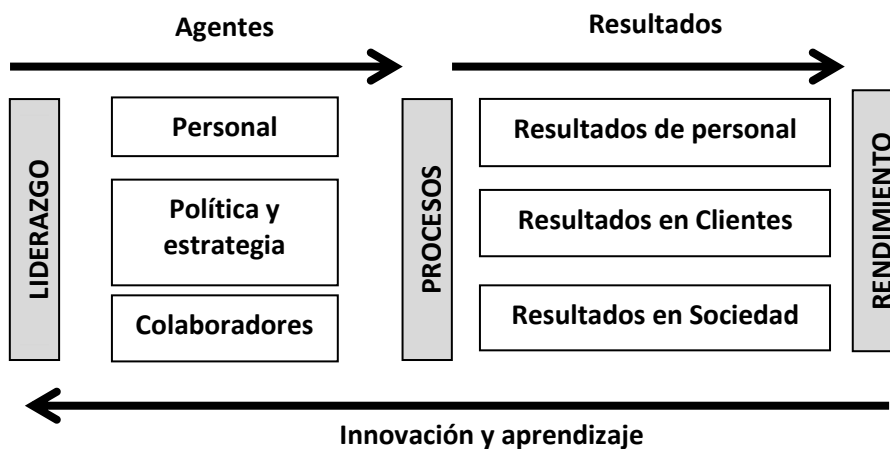 Agentes
Resultados
LIDERAZGO
Personal
Política y
estrategia
Colaboradores
PROCESOS
Resultados de personal
Resultados en Clientes
Resultados en Sociedad
RENDIMIENTO
Innovación y aprendizaje